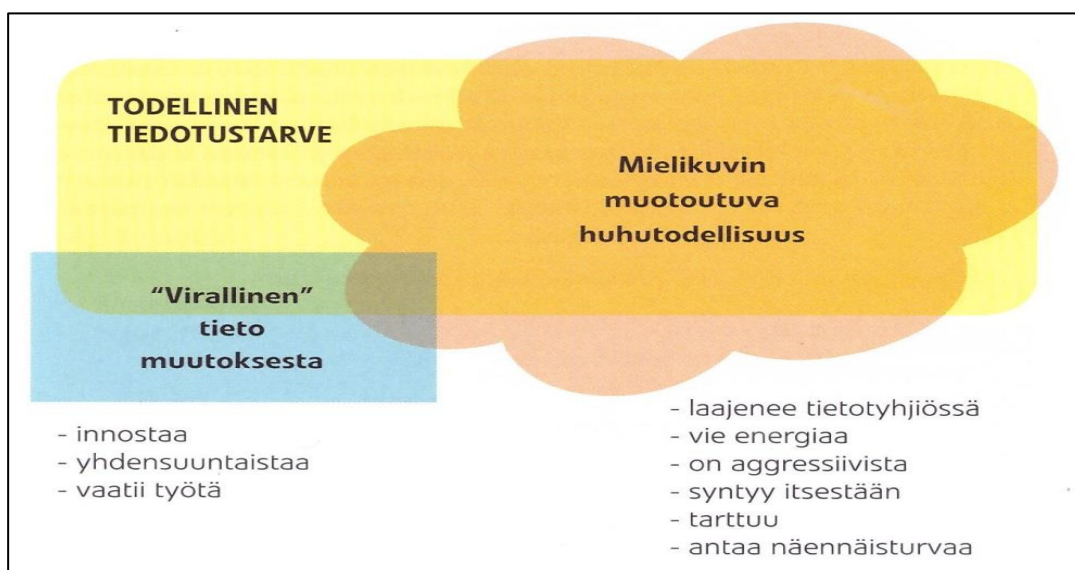 TODELLINEN
TIEDOTUSTARVE
Mielikuvin
muotoutuva
huhutodellisuus
“Virallinen”
tieto
muutoksesta
- innostaa
- yhdensuuntaistaa
- vaatii työtä
- laajenee tietotyhjiössä
- vie energiaa
- on aggressiivista
- syntyy itsestään
- tarttuu
- antaa näennäisturvaa